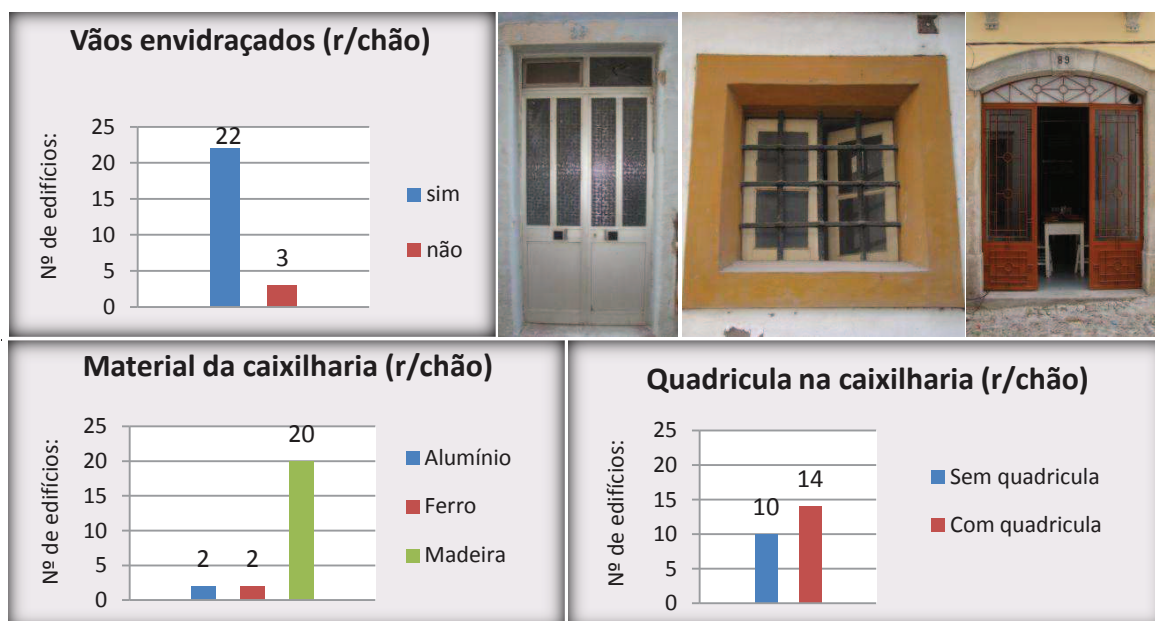 Vãos envidraçados (r/chão)
Nº de edifícios:
25
20
15
10
5
0
22
3
sim
não
89
Material da caixilharia (r/chão)
Nº de edifícios:
25
20
15
10
5
0
2
2
20
Alumínio
Ferro
Madeira
Quadricula na caixilharia (r/chão)
Nº de edifícios:
25
20
15
10
5
0
10
14
Sem quadricula
Com quadricula